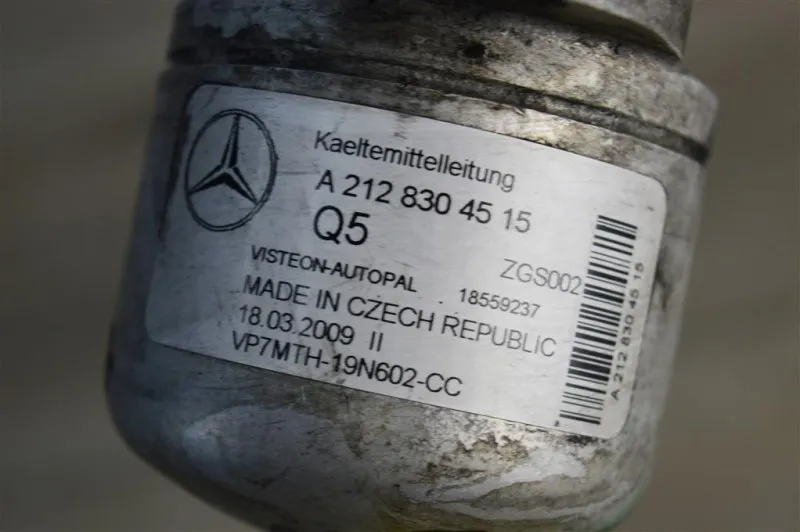 Kaeltemittelleitung
A 212 830 45 15
Q5
ZGS002
VISTEON-AUTOPAL . 18559237
MADE IN CZECH REPUBLIC
18.03.2009 II
VP7MTH-19N602-CC
A 212 830 45 15